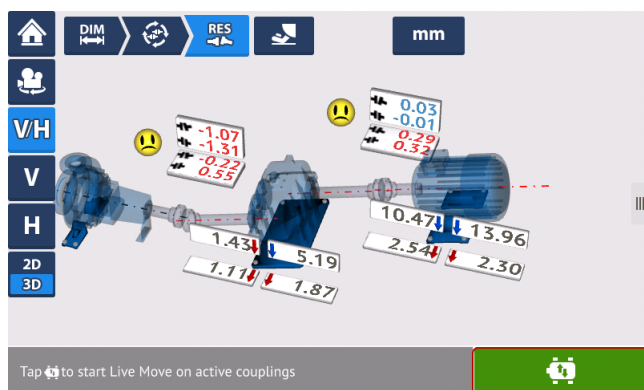 DIM
RES
mm
V/H
V
H
2D
3D
-1.07
-1.31
-0.22
0.55
0.03
-0.01
0.29
0.32
1.43
5.19
1.11
1.87
10.47
13.96
2.54
2.30
Tap to start Live Move on active couplings